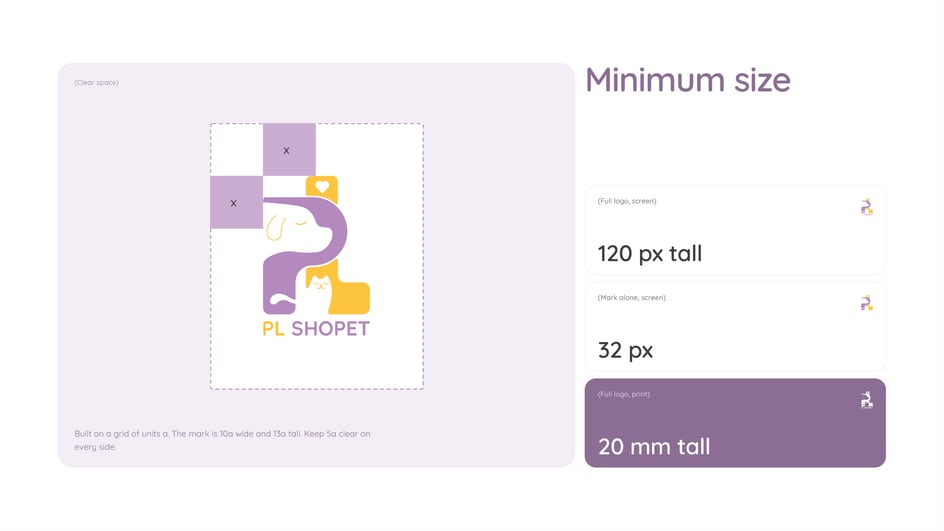 (Clear space)
x
x
PL SHOPET
Built on a grid of units a. The mark is 10a wide and 13a tall. Keep 5a clear on
every side.
Minimum size
(Full logo, screen)
120 px tall
(Mark alone, screen)
32 px
(Full logo, print)
20 mm tall